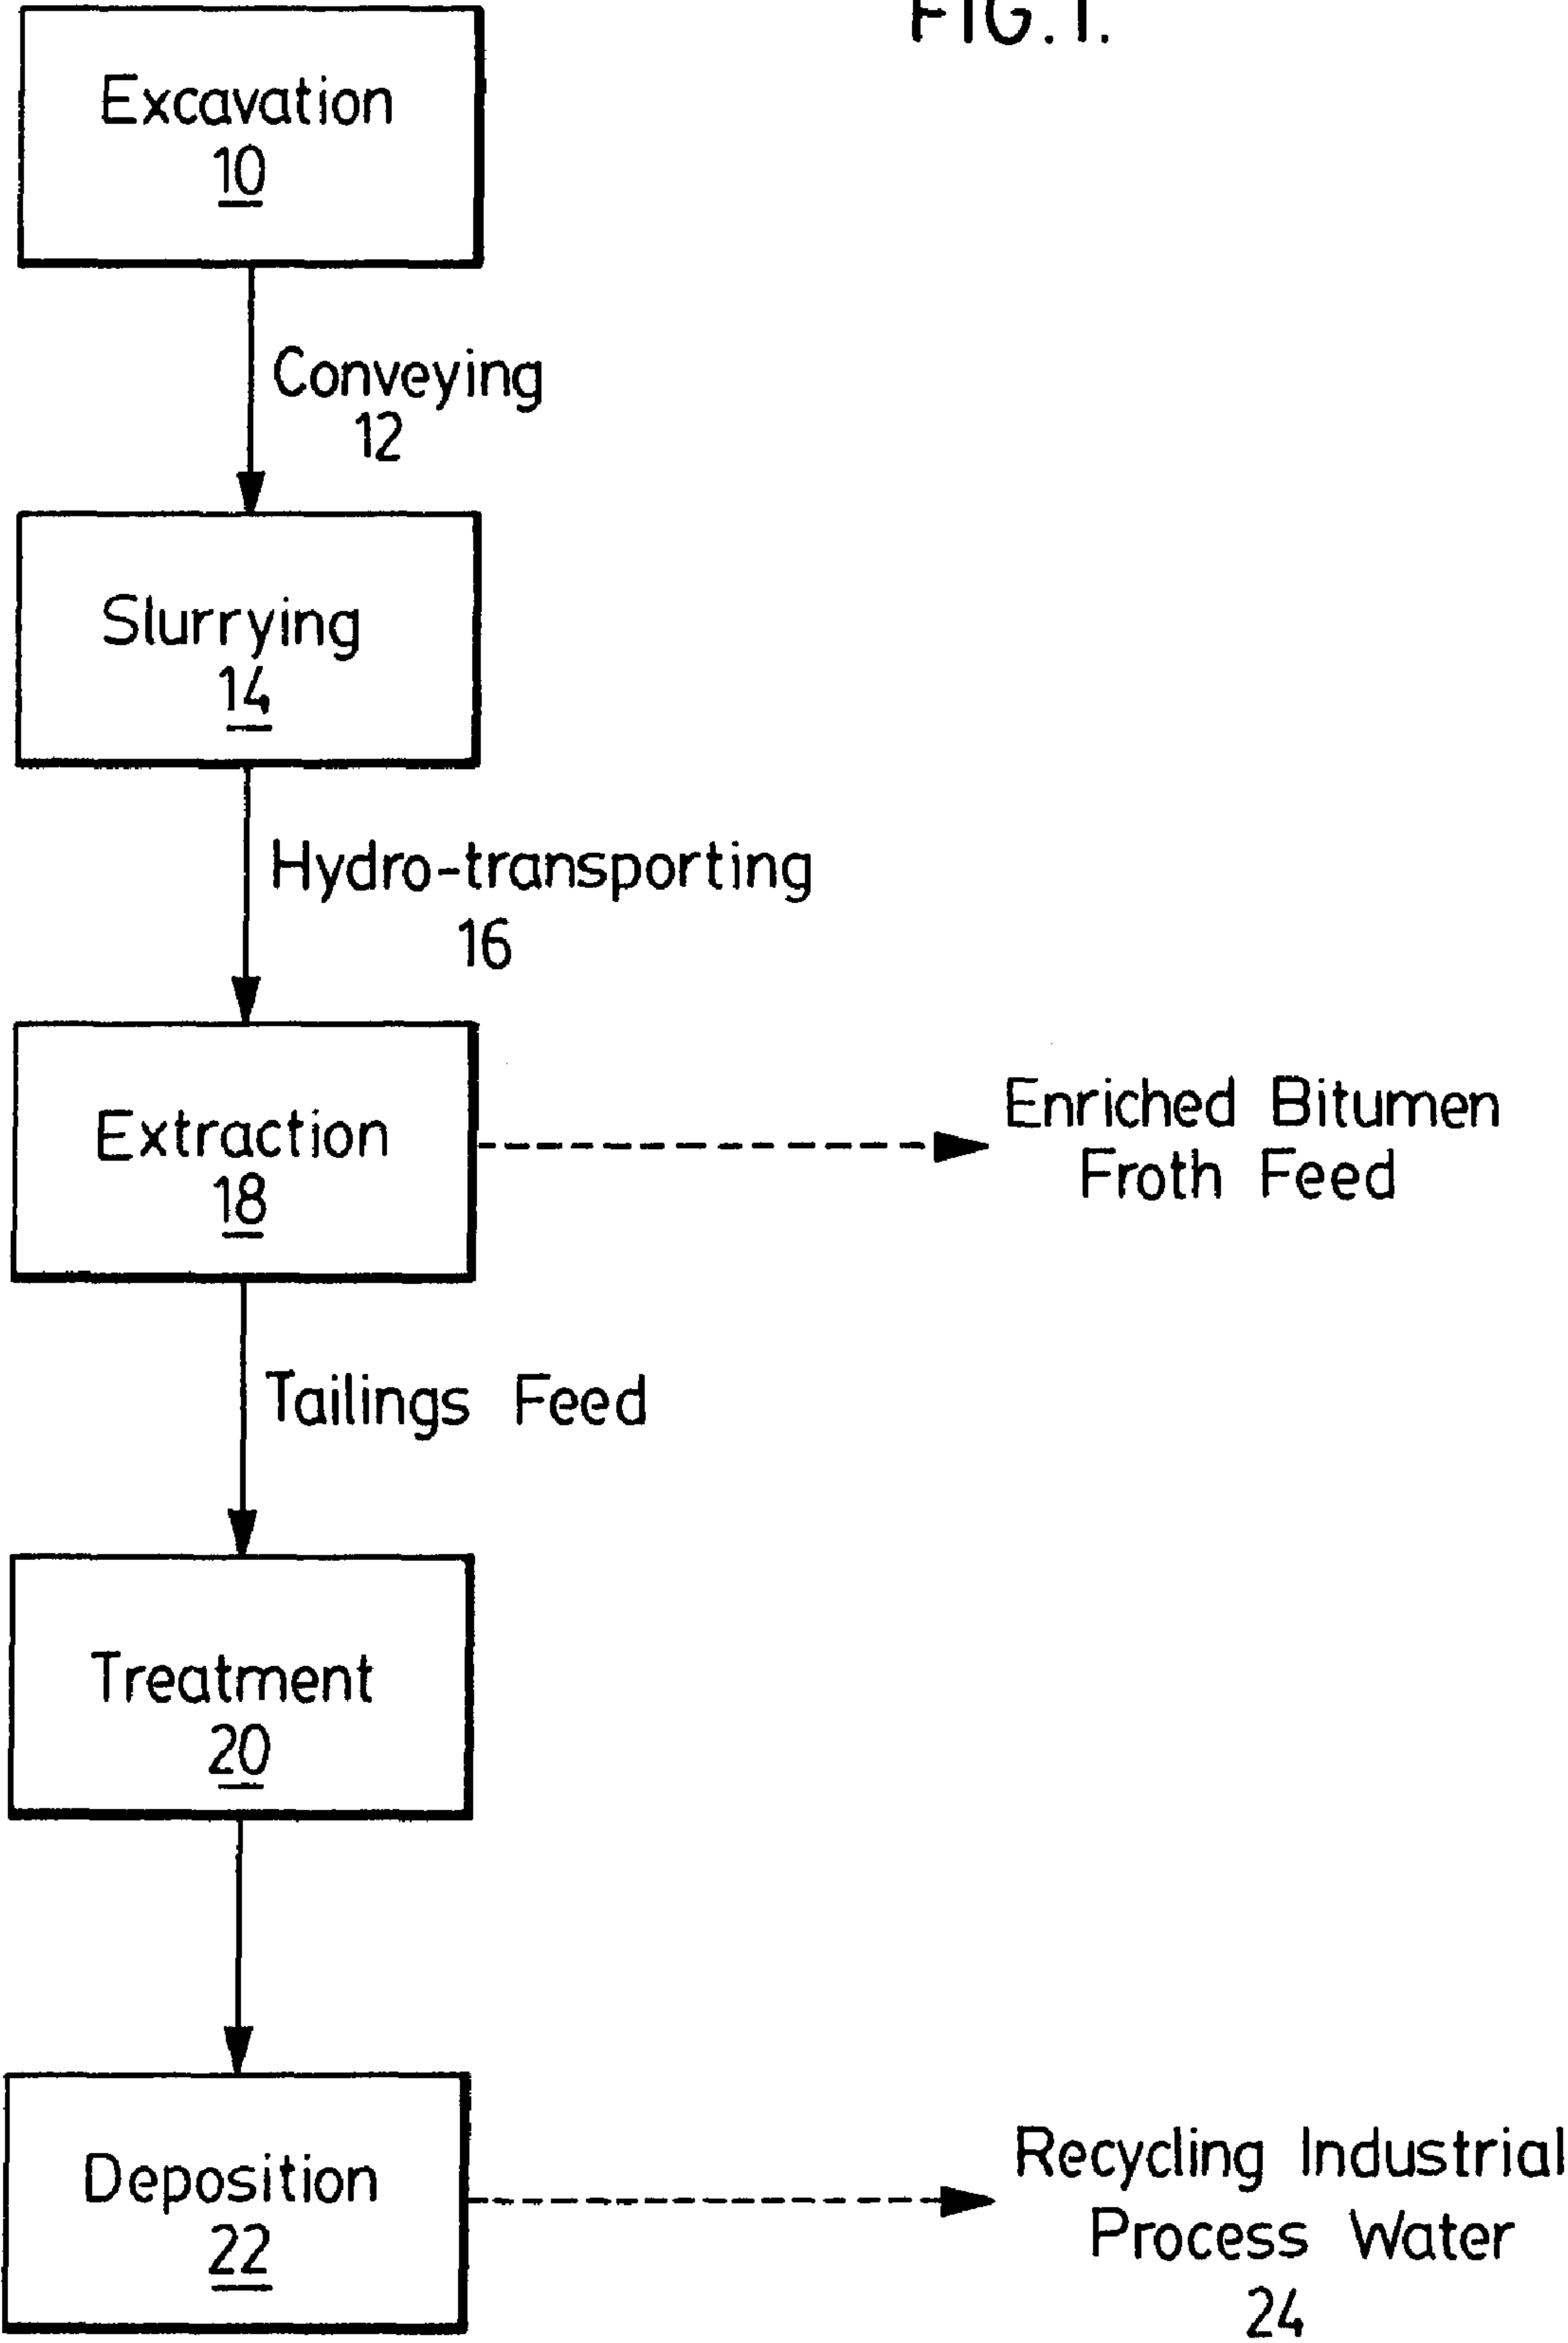 FIG. 1.
Excavation
10
Conveying
12
Slurrying
14
Hydro-transporting
16
Extraction
18
Enriched Bitumen
Froth Feed
Tailings Feed
Treatment
20
Deposition
22
Recycling Industrial
Process Water
24